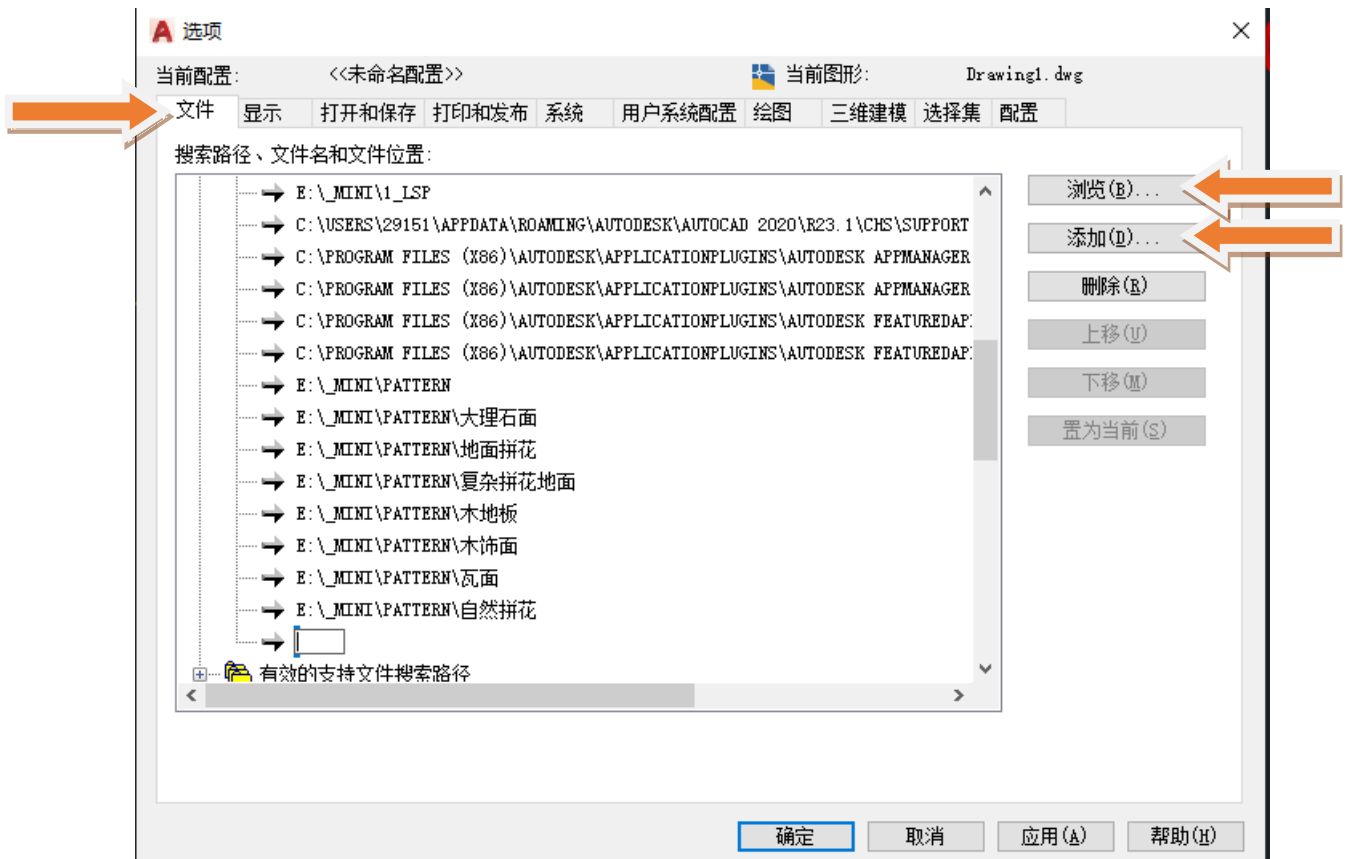 选项
当前配置: <<未命名配置>> 当前图形: Drawing1.dwg
文件 显示 打开和保存 打印和发布 系统 用户系统配置 绘图 三维建模 选择集 配置
搜索路径、文件名和文件位置:
E:\_MINI\1_LSP
C:\USERS\29151\APPDATA\ROAMING\AUTODESK\AUTOCAD 2020\R23.1\CHS\SUPPORT
C:\PROGRAM FILES (X86)\AUTODESK\APPLICATIONPLUGINS\AUTODESK APPMANAGER
C:\PROGRAM FILES (X86)\AUTODESK\APPLICATIONPLUGINS\AUTODESK APPMANAGER
C:\PROGRAM FILES (X86)\AUTODESK\APPLICATIONPLUGINS\AUTODESK FEATUREDAP
C:\PROGRAM FILES (X86)\AUTODESK\APPLICATIONPLUGINS\AUTODESK FEATUREDAP
E:\_MINI\PATTERN
E:\_MINI\PATTERN\大理石面
E:\_MINI\PATTERN\地面拼花
E:\_MINI\PATTERN\复杂拼花地面
E:\_MINI\PATTERN\木地板
E:\_MINI\PATTERN\木饰面
E:\_MINI\PATTERN\瓦面
E:\_MINI\PATTERN\自然拼花
有效的支持文件搜索路径
浏览(B)...
添加(D)...
删除(R)
上移(U)
下移(M)
置为当前(S)
确定 取消 应用(A) 帮助(H)